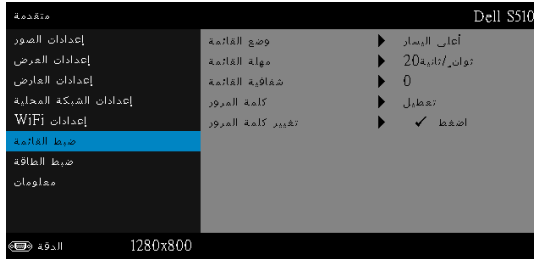 متقدمة
Dell S510
إعدادات الصور
إعدادات العرض
إعدادات العارض
إعدادات الشبكة المحلية
إعدادات WiFi
ضبط القائمة
ضبط الطاقة
معلومات
وضع القائمة ▶ أعلى اليسار
مهلة القائمة ▶ 20ثوان/ثانية
شفافية القائمة ▶ 0
كلمة المرور ▶ تعطيل
تغيير كلمة المرور ▶ ✓ اضغط
الدقة 1280x800